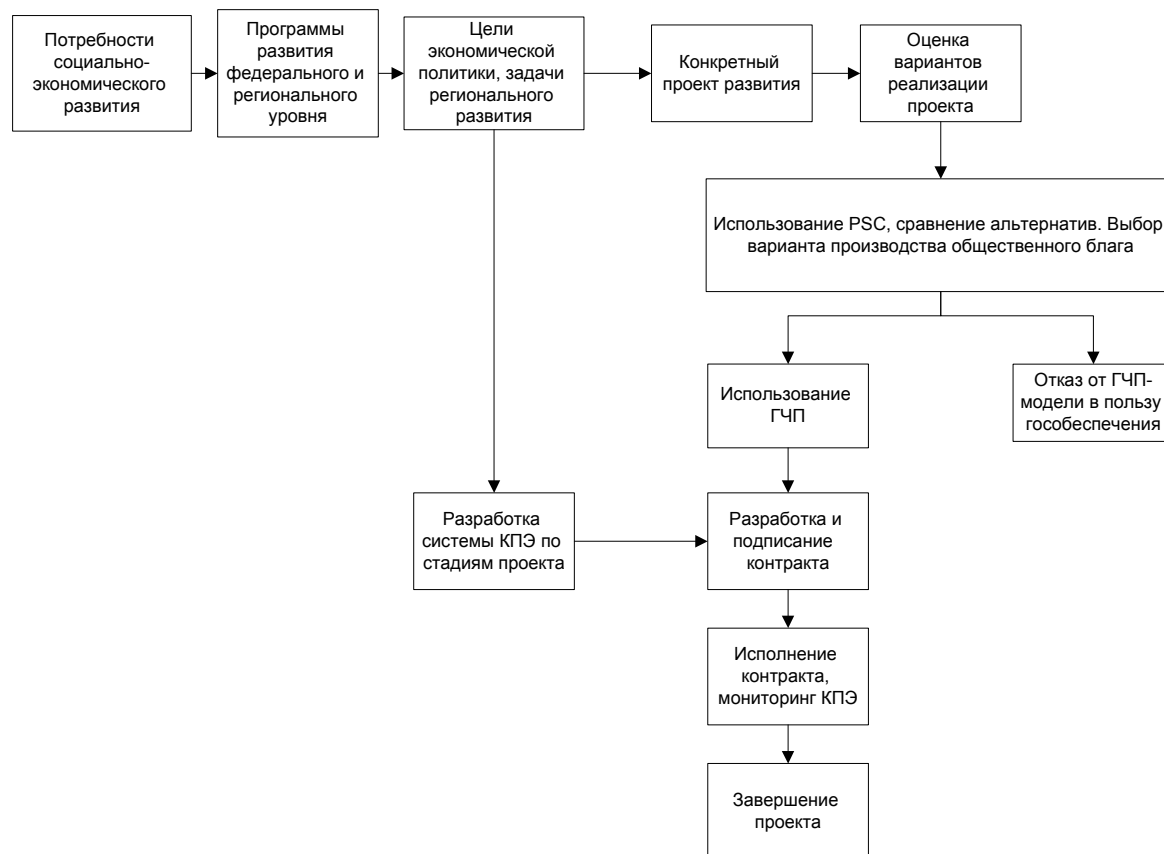 Потребности
социально-
экономического
развития
Программы
развития
федерального и
регионального
уровня
Цели
экономической
политики, задачи
регионального
развития
Конкретный
проект развития
Оценка
вариантов
реализации
проекта
Использование PSC, сравнение альтернатив. Выбор
варианта производства общественного блага
Использование
ГЧП
Отказ от ГЧП-
модели в пользу
гособеспечения
Разработка
системы КПЭ по
стадиям проекта
Разработка и
подписание
контракта
Исполнение
контракта,
мониторинг КПЭ
Завершение
проекта